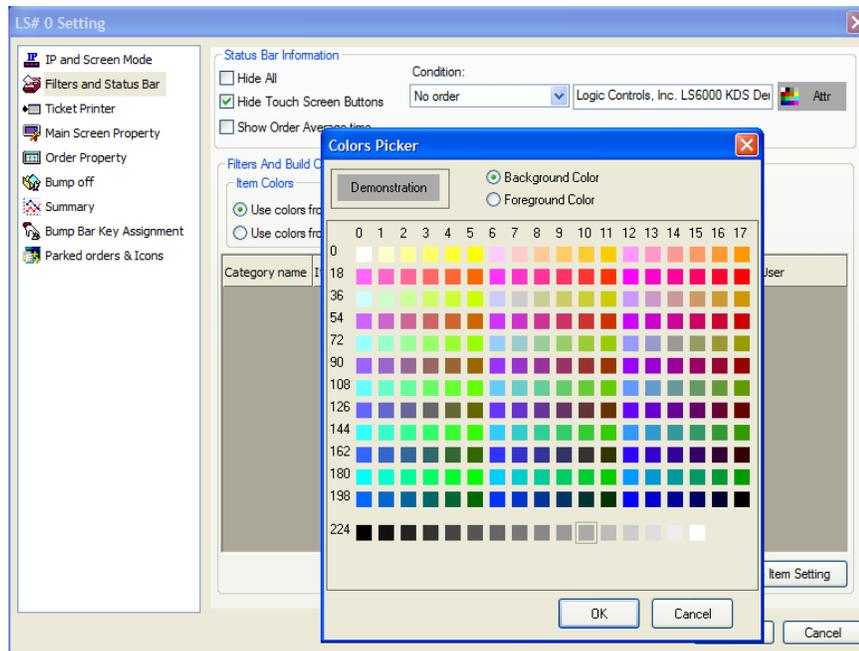 LS# 0 Setting
IP and Screen Mode
Filters and Status Bar
Ticket Printer
Main Screen Property
Order Property
Bump off
Summary
Bump Bar Key Assignment
Parked orders & Icons
Status Bar Information
Hide All
Hide Touch Screen Buttons
Show Order Average time
Condition:
No order
Logic Controls, Inc. LS6000 KDS De
Attr
Filters And Build
Item Colors
Use colors
Use colors
Category name
User
Item Setting
Cancel
Colors Picker
Demonstration
Background Color
Foreground Color
0 1 2 3 4 5 6 7 8 9 10 11 12 13 14 15 16 17
0
18
36
54
72
90
108
126
144
162
180
198
224
OK
Cancel